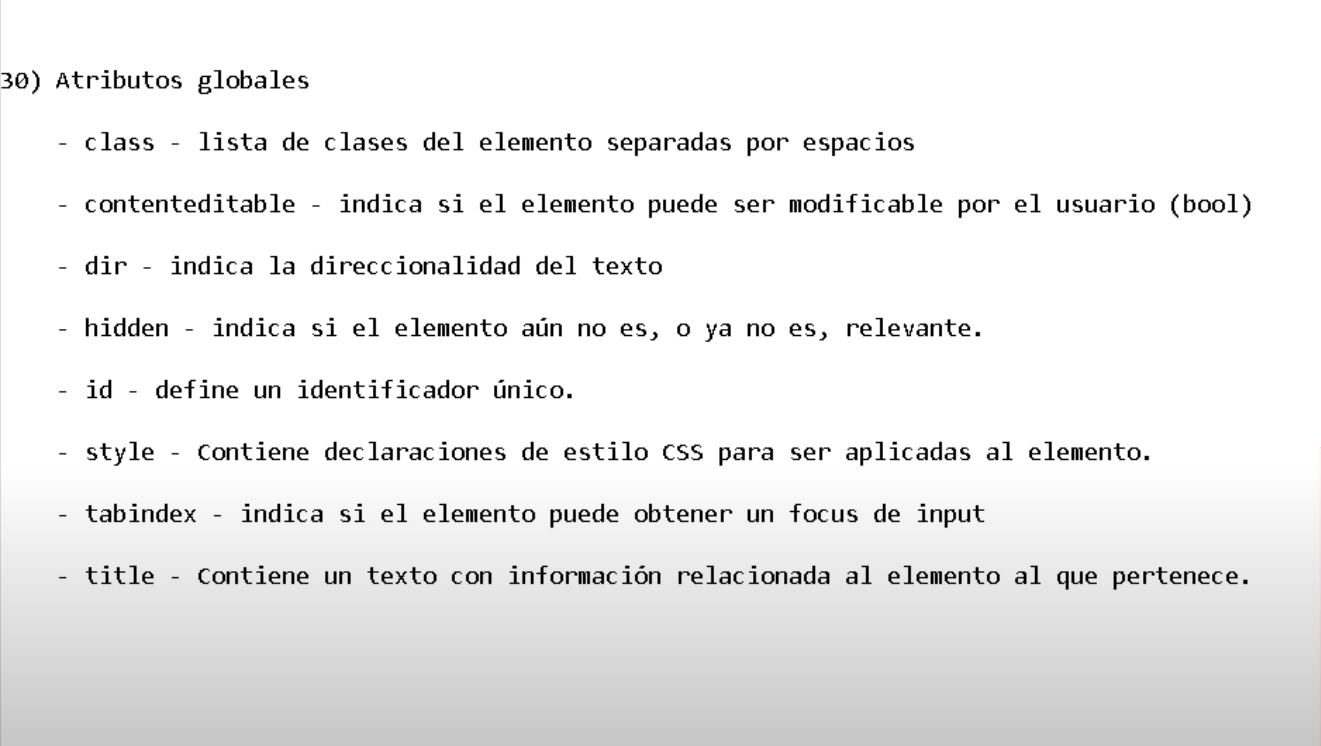 30) Atributos globales
- class - lista de clases del elemento separadas por espacios
- contenteditable - indica si el elemento puede ser modificable por el usuario (bool)
- dir - indica la direccionalidad del texto
- hidden - indica si el elemento aún no es, o ya no es, relevante.
- id - define un identificador único.
- style - Contiene declaraciones de estilo CSS para ser aplicadas al elemento.
- tabindex - indica si el elemento puede obtener un focus de input
- title - Contiene un texto con información relacionada al elemento al que pertenece.